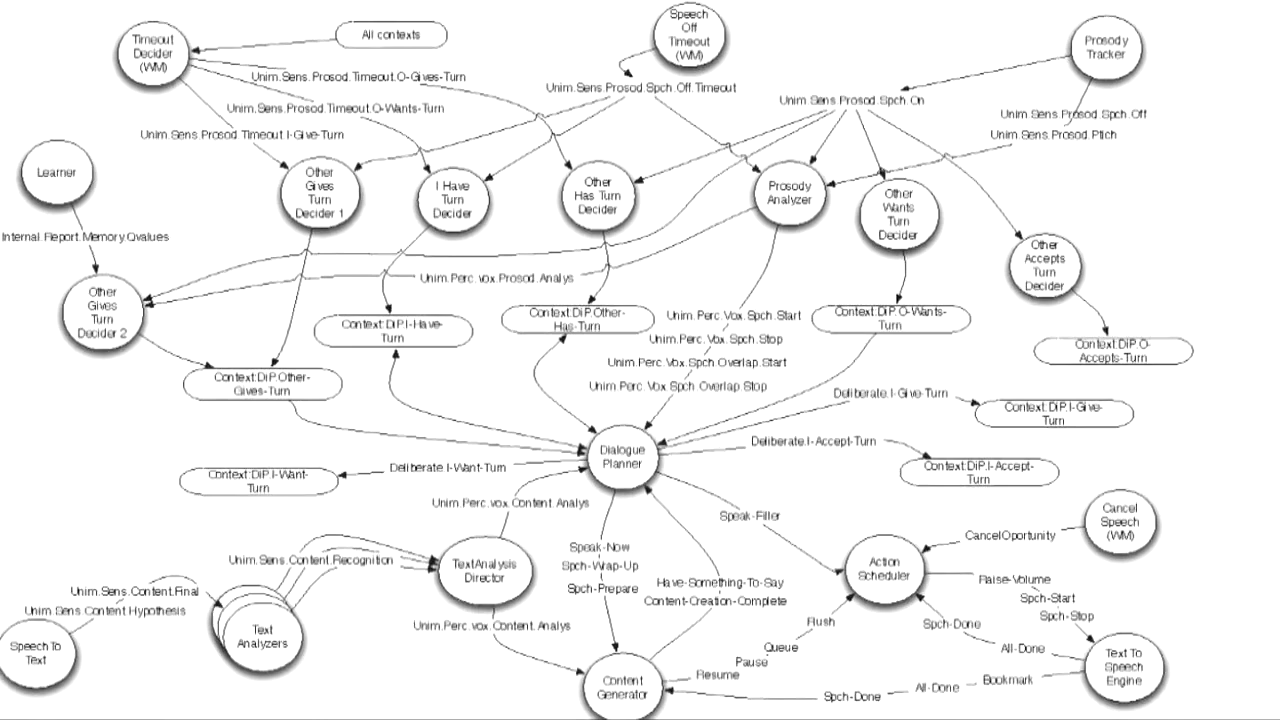 Speech
Off
Timeout
(WM)
Timeout
Decider
(WM)
All contexts
Prosody
Tracker
Unim.Sens.Prosod.Timeout.O-Gives-Turn
Unim.Sens.Prosod.Spch.Off.Timeout
Unim.Sens.Prosod.Spch.On
Unim.Sens.Prosod.Timeout.O-Wants-Turn
Unim.Sens.Prosod.Spch.Off
Unim.Sens.Prosod.Timeout.I-Give-Turn
Unim.Sens.Prosod.Ptich
Learner
Other
Gives
Turn
Decider 1
I Have
Turn
Decider
Other
Has Turn
Decider
Prosody
Analyzer
Other
Wants
Turn
Decider
Internal.Report.Memory.Qvalues
Other
Accepts
Turn
Decider
Unim.Perc.vox.Prosod.Analys
Other
Gives
Turn
Decider 2
Context:DiP.I-Have-
Turn
Context:DiP.Other-
Has-Turn
Unim.Perc.Vox.Spch.Start
Unim.Perc.Vox.Spch.Stop
Unim.Perc.Vox.Spch.Overlap.Start
Unim.Perc.Vox.Spch.Overlap.Stop
Context:DiP.O-Wants-
Turn
Context:DiP.O-
Accepts-Turn
Context:DiP.Other-
Gives-Turn
Deliberate.I-Give-Turn
Context:DiP.I-Give-
Turn
Dialogue
Planner
Deliberate.I-Accept-Turn
Context:DiP.I-Accept-
Turn
Context:DiP.I-Want-
Turn
Deliberate.I-Want-Turn
Unim.Perc.vox.Content.Analys
Speak-Filler
Cancel
Speech
(WM)
CancelOportunity
Speak-Now
Spch-Wrap-Up
Spch-Prepare
Unim.Sens.Content.Recognition
TextAnalysis
Director
Action
Scheduler
Have-Something-To-Say
Content-Creation-Complete
Raise-Volume
Spch-Start
Spch-Stop
Unim.Sens.Content.Final
Unim.Sens.Content.Hypothesis
Unim.Perc.vox.Content.Analys
Flush
Queue
Pause
Resume
Spch-Done
All-Done
Speech To
Text
Text
Analyzers
Content
Generator
Text To
Speech
Engine
Spch-Done
All-Done
Bookmark